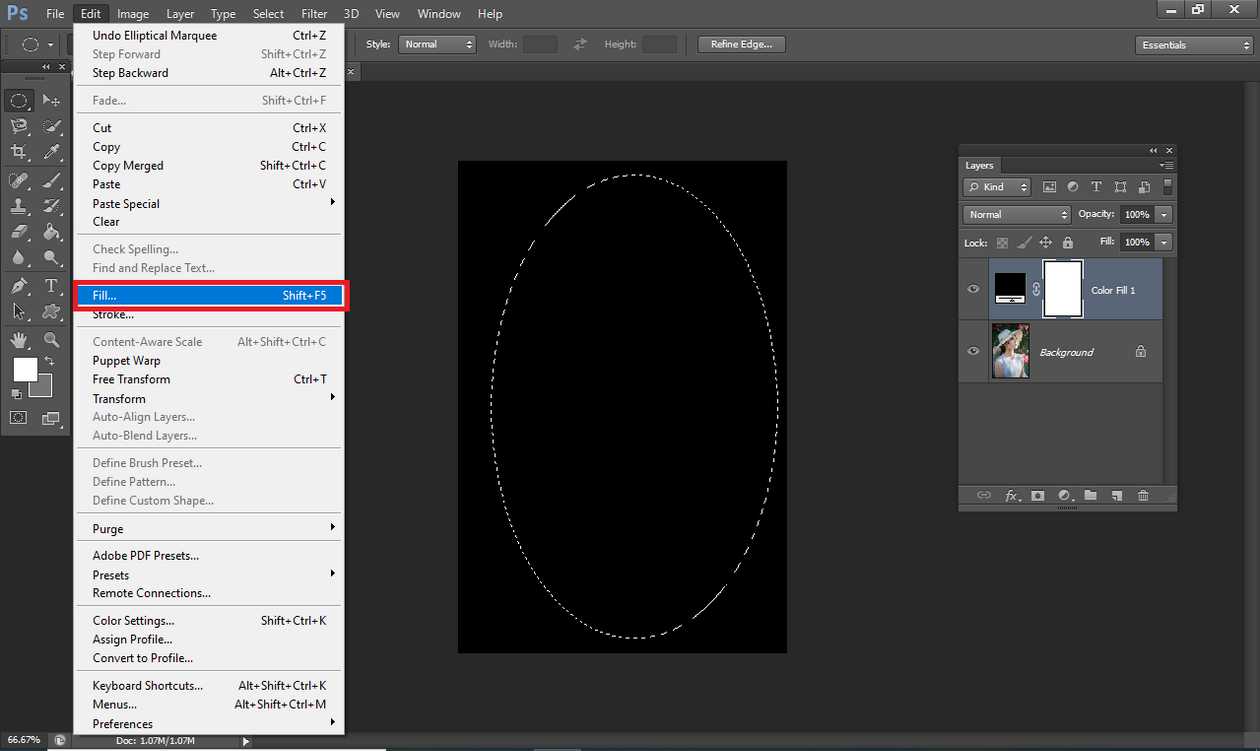 Ps File Edit Image Layer Type Select Filter 3D View Window Help
Style: Normal Width: Height: Refine Edge... Essentials
Undo Elliptical Marquee Ctrl+Z
Step Forward Shift+Ctrl+Z
Step Backward Alt+Ctrl+Z
Fade... Shift+Ctrl+F
Cut Ctrl+X
Copy Ctrl+C
Copy Merged Shift+Ctrl+C
Paste Ctrl+V
Paste Special
Clear
Check Spelling...
Find and Replace Text...
Fill... Shift+F5
Stroke...
Content-Aware Scale Alt+Shift+Ctrl+C
Puppet Warp
Free Transform Ctrl+T
Transform
Auto-Align Layers...
Auto-Blend Layers...
Define Brush Preset...
Define Pattern...
Define Custom Shape...
Purge
Adobe PDF Presets...
Presets
Remote Connections...
Color Settings... Shift+Ctrl+K
Assign Profile...
Convert to Profile...
Keyboard Shortcuts... Alt+Shift+Ctrl+K
Menus... Alt+Shift+Ctrl+M
Preferences
Layers
Kind
Normal Opacity: 100%
Lock: Fill: 100%
Color Fill 1
Background
fx
66.67% Doc: 1.07M/1.07M